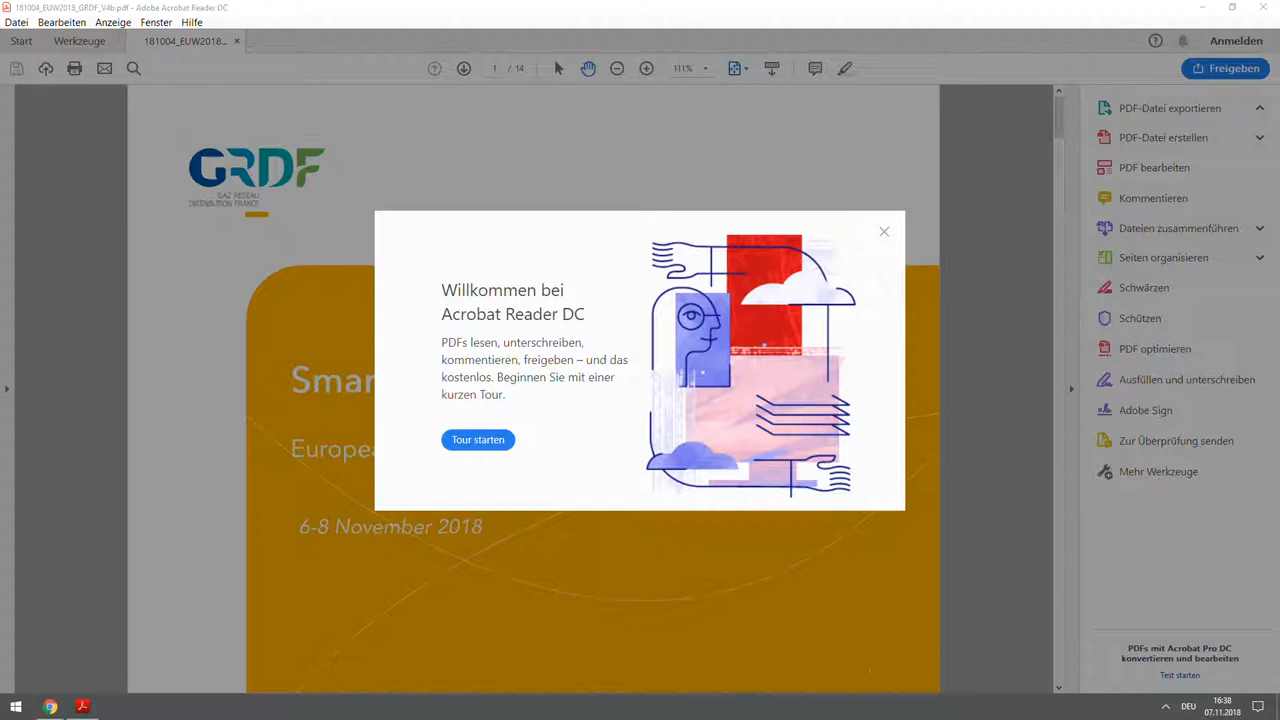 181004_EUW2018_GRDF_V4b.pdf - Adobe Acrobat Reader DC
Datei Bearbeiten Anzeige Fenster Hilfe
Start Werkzeuge 181004_EUW2018... × Anmelden
1 / 14 111% Freigeben
GRDF
GAZ RÉSEAU
DISTRIBUTION FRANCE
Willkommen bei
Acrobat Reader DC
PDFs lesen, unterschreiben,
kommentieren, freigeben – und das
kostenlos. Beginnen Sie mit einer
kurzen Tour.
Tour starten
6-8 November 2018
PDF-Datei exportieren
PDF-Datei erstellen
PDF bearbeiten
Kommentieren
Dateien zusammenführen
Seiten organisieren
Schwärzen
Schützen
PDF optimieren
Ausfüllen und unterschreiben
Adobe Sign
Zur Überprüfung senden
Mehr Werkzeuge
PDFs mit Acrobat Pro DC
konvertieren und bearbeiten
Test starten
DEU
16:38
07.11.2018